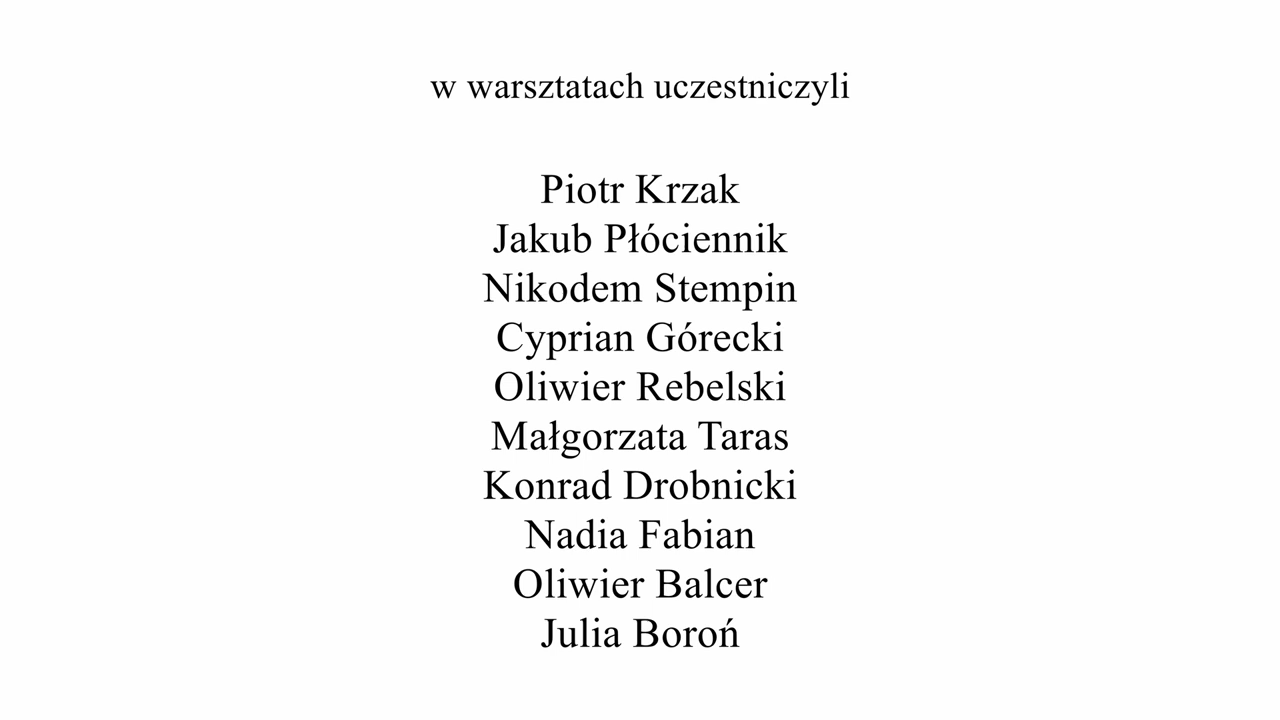 w warsztatach uczestniczyli
Piotr Krzak
Jakub Płóciennik
Nikodem Stempin
Cyprian Górecki
Oliwier Rebelski
Małgorzata Taras
Konrad Drobnicki
Nadia Fabian
Oliwier Balcer
Julia Boroń